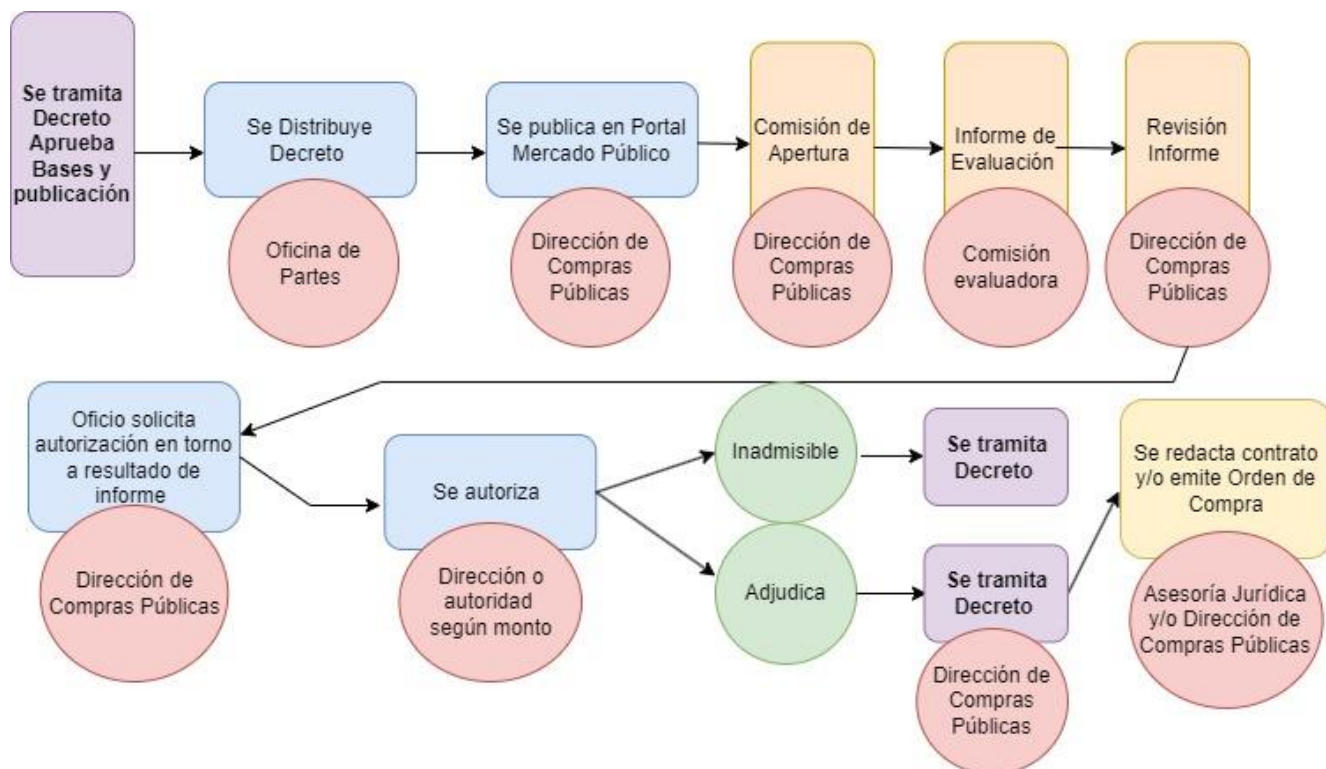 Se tramita
Decreto
Aprueba
Bases y
publicación
Se Distribuye
Decreto
Oficina de
Partes
Se publica en Portal
Mercado Público
Dirección de
Compras
Públicas
Comisión de
Apertura
Dirección de
Compras
Públicas
Informe de
Evaluación
Comisión
evaluadora
Revisión
Informe
Dirección de
Compras
Públicas
Oficio solicita
autorización en torno
a resultado de
informe
Dirección de
Compras Públicas
Se autoriza
Dirección o
autoridad
según monto
Inadmisible
Se tramita
Decreto
Adjudica
Se tramita
Decreto
Dirección de
Compras
Públicas
Se redacta contrato
y/o emite Orden de
Compra
Asesoría Jurídica
y/o Dirección de
Compras Públicas